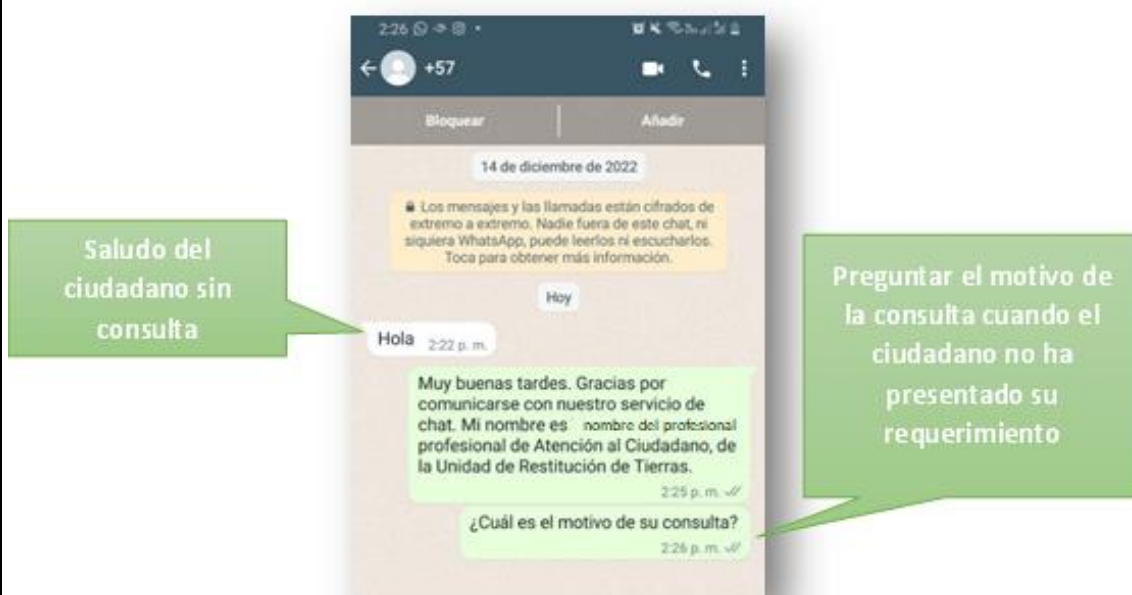 2:26
+57
Bloquear
Añadir
14 de diciembre de 2022
Los mensajes y las llamadas están cifrados de
extremo a extremo. Nadie fuera de este chat, ni
siquiera WhatsApp, puede leerlos ni escucharlos.
Toca para obtener más información.
Hoy
Saludo del
ciudadano sin
consulta
Hola 2:22 p. m.
Muy buenas tardes. Gracias por
comunicarse con nuestro servicio de
chat. Mi nombre es nombre del profesional
profesional de Atención al Ciudadano, de
la Unidad de Restitución de Tierras.
2:25 p. m.
¿Cuál es el motivo de su consulta?
2:26 p. m.
Preguntar el motivo de
la consulta cuando el
ciudadano no ha
presentado su
requerimiento